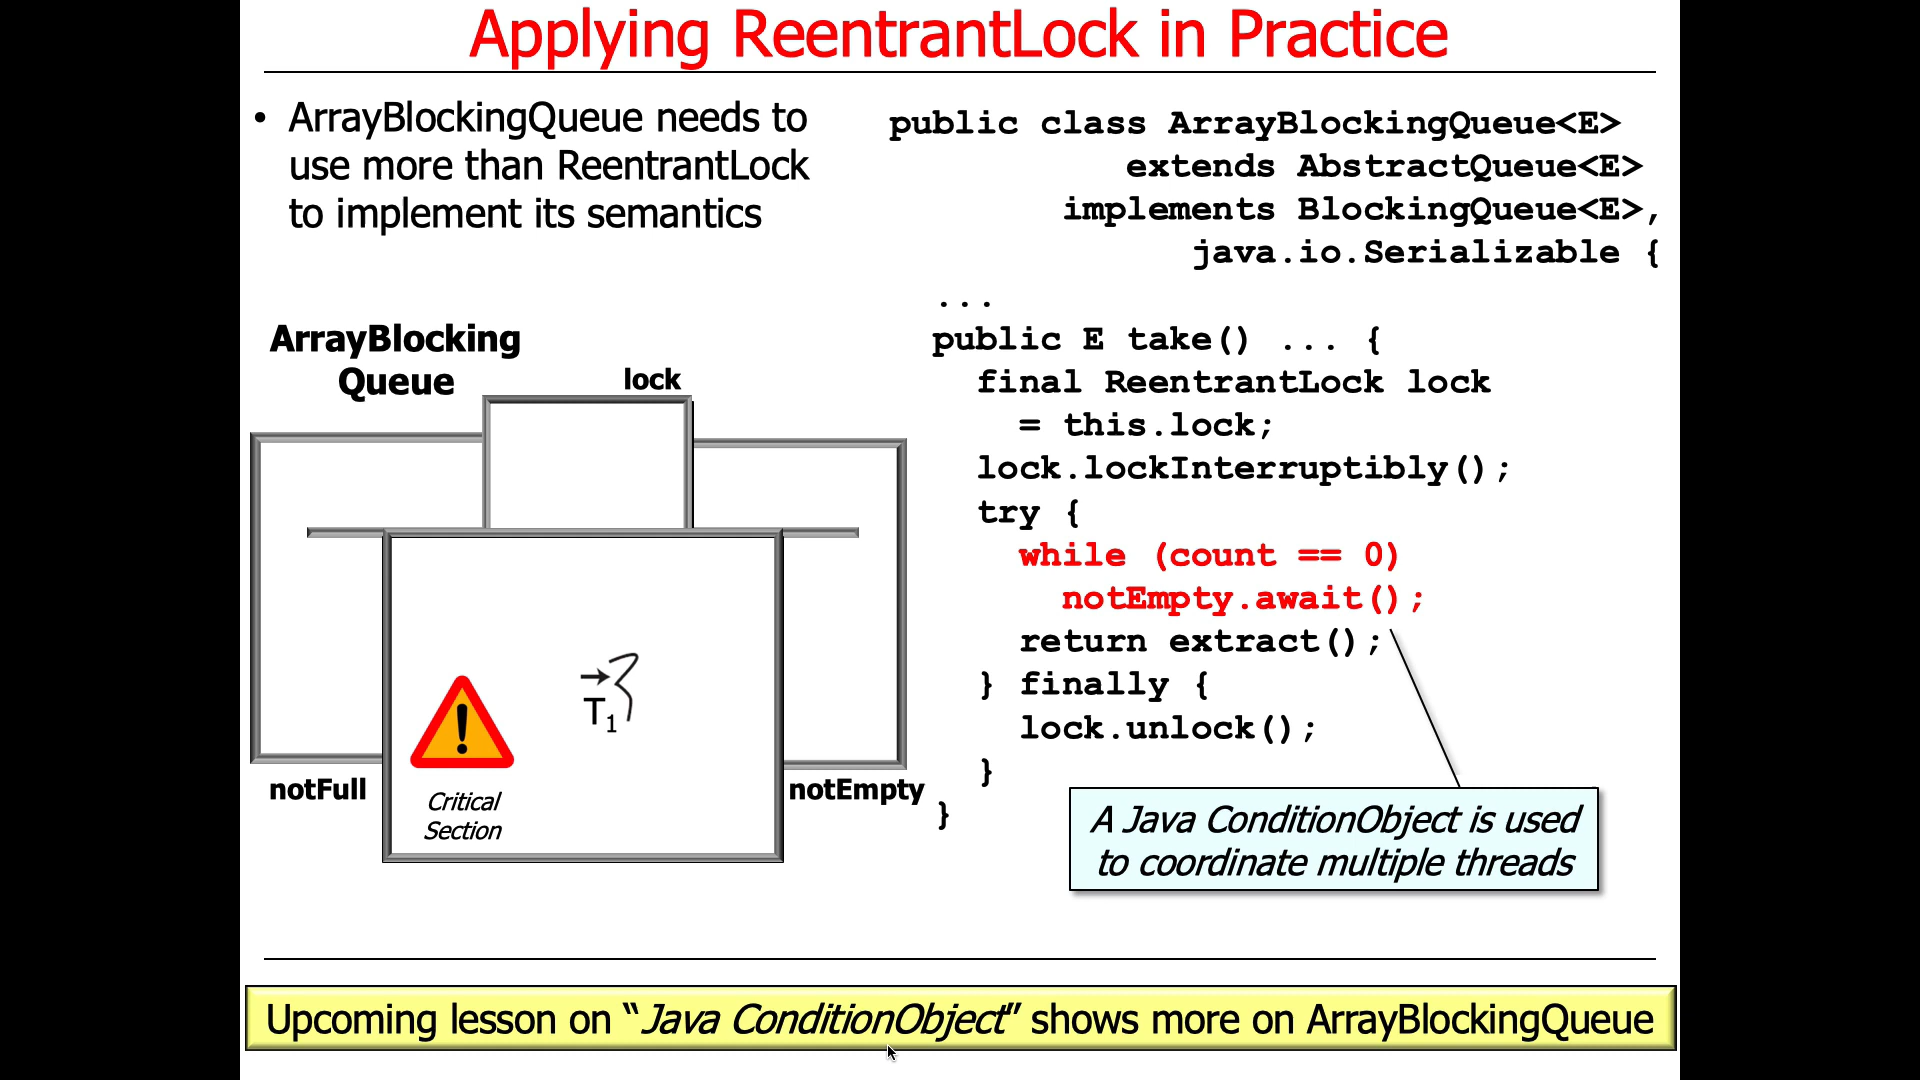 Applying ReentrantLock in Practice
• ArrayBlockingQueue needs to
use more than ReentrantLock
to implement its semantics
ArrayBlocking
Queue
lock
notFull
Critical
Section
T1
notEmpty
public class ArrayBlockingQueue<E>
extends AbstractQueue<E>
implements BlockingQueue<E>,
java.io.Serializable {
...
public E take() ... {
final ReentrantLock lock
= this.lock;
lock.lockInterruptibly();
try {
while (count == 0)
notEmpty.await();
return extract();
} finally {
lock.unlock();
}
}
A Java ConditionObject is used
to coordinate multiple threads
Upcoming lesson on “Java ConditionObject” shows more on ArrayBlockingQueue